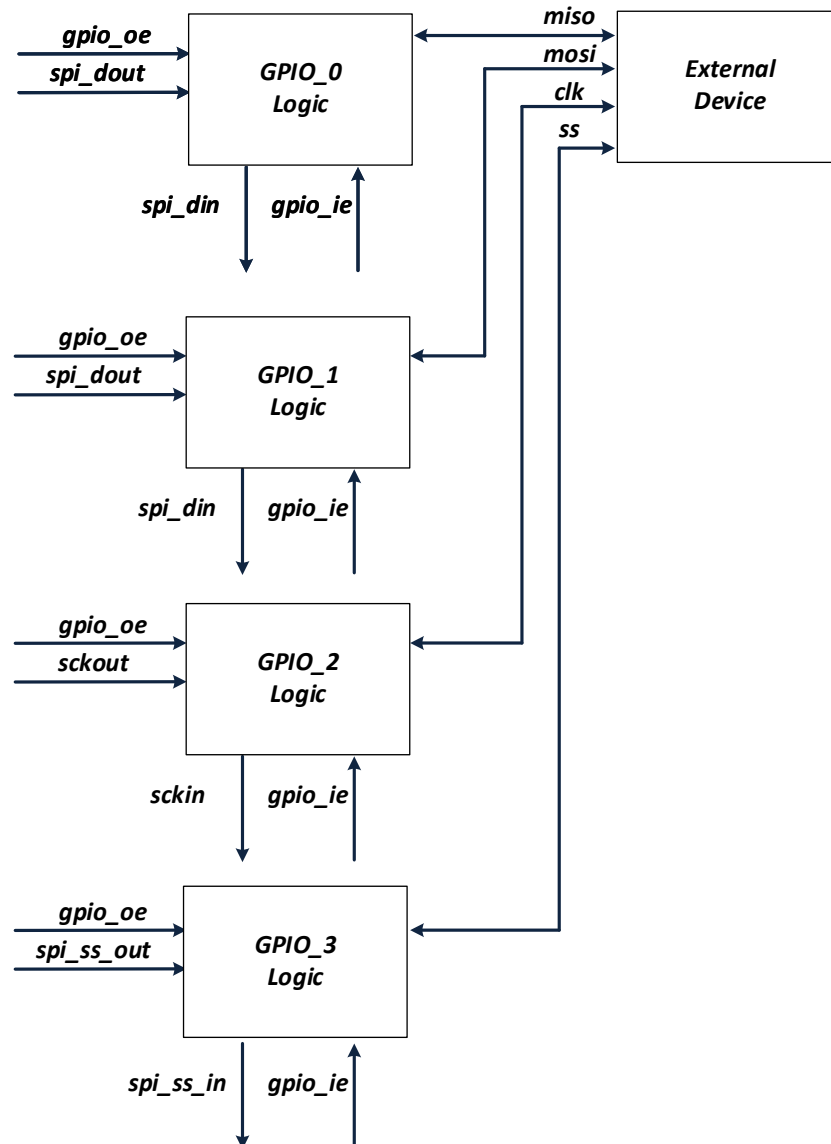 gpio_oe
spi_dout
GPIO_0
Logic
miso
mosi
clk
ss
External
Device
spi_din
gpio_ie
gpio_oe
spi_dout
GPIO_1
Logic
spi_din
gpio_ie
gpio_oe
sckout
GPIO_2
Logic
sckin
gpio_ie
gpio_oe
spi_ss_out
GPIO_3
Logic
spi_ss_in
gpio_ie